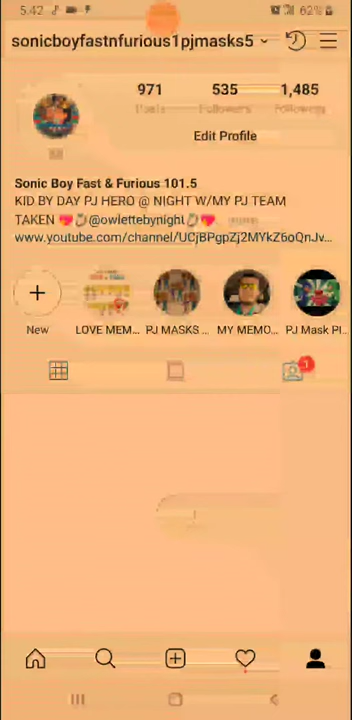 5.42 62%
sonicboyfastnfurious1pjmasks5
971 535 1,485
Posts Followers Following
Edit Profile
Sonic Boy Fast & Furious 101.5
KID BY DAY PJ HERO @ NIGHT W/MY PJ TEAM
TAKEN 💘💍@owlettebynight💍💘
www.youtube.com/channel/UCjBPgpZj2MYkZ6oQnJv...
New LOVE MEM... PJ MASKS ... MY MEMO... PJ Mask PI...
1